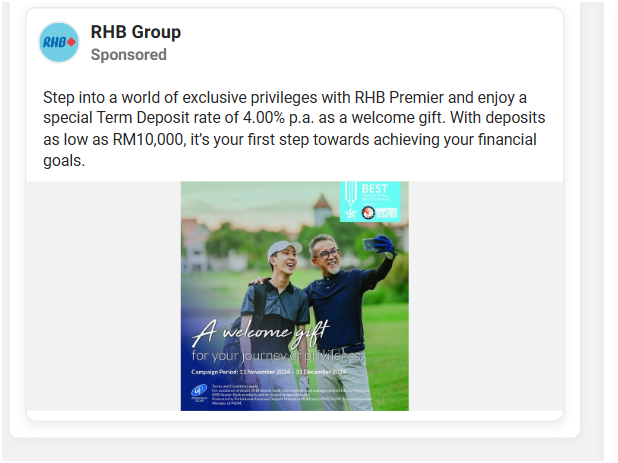 RHB
RHB Group
Sponsored
Step into a world of exclusive privileges with RHB Premier and enjoy a
special Term Deposit rate of 4.00% p.a. as a welcome gift. With deposits
as low as RM10,000, it’s your first step towards achieving your financial
goals.
BEST
A welcome gift
for your journey of privileges
Campaign Period: 11 November 2024 – 31 December 2024
Terms and Conditions apply.
Member of PIDM.